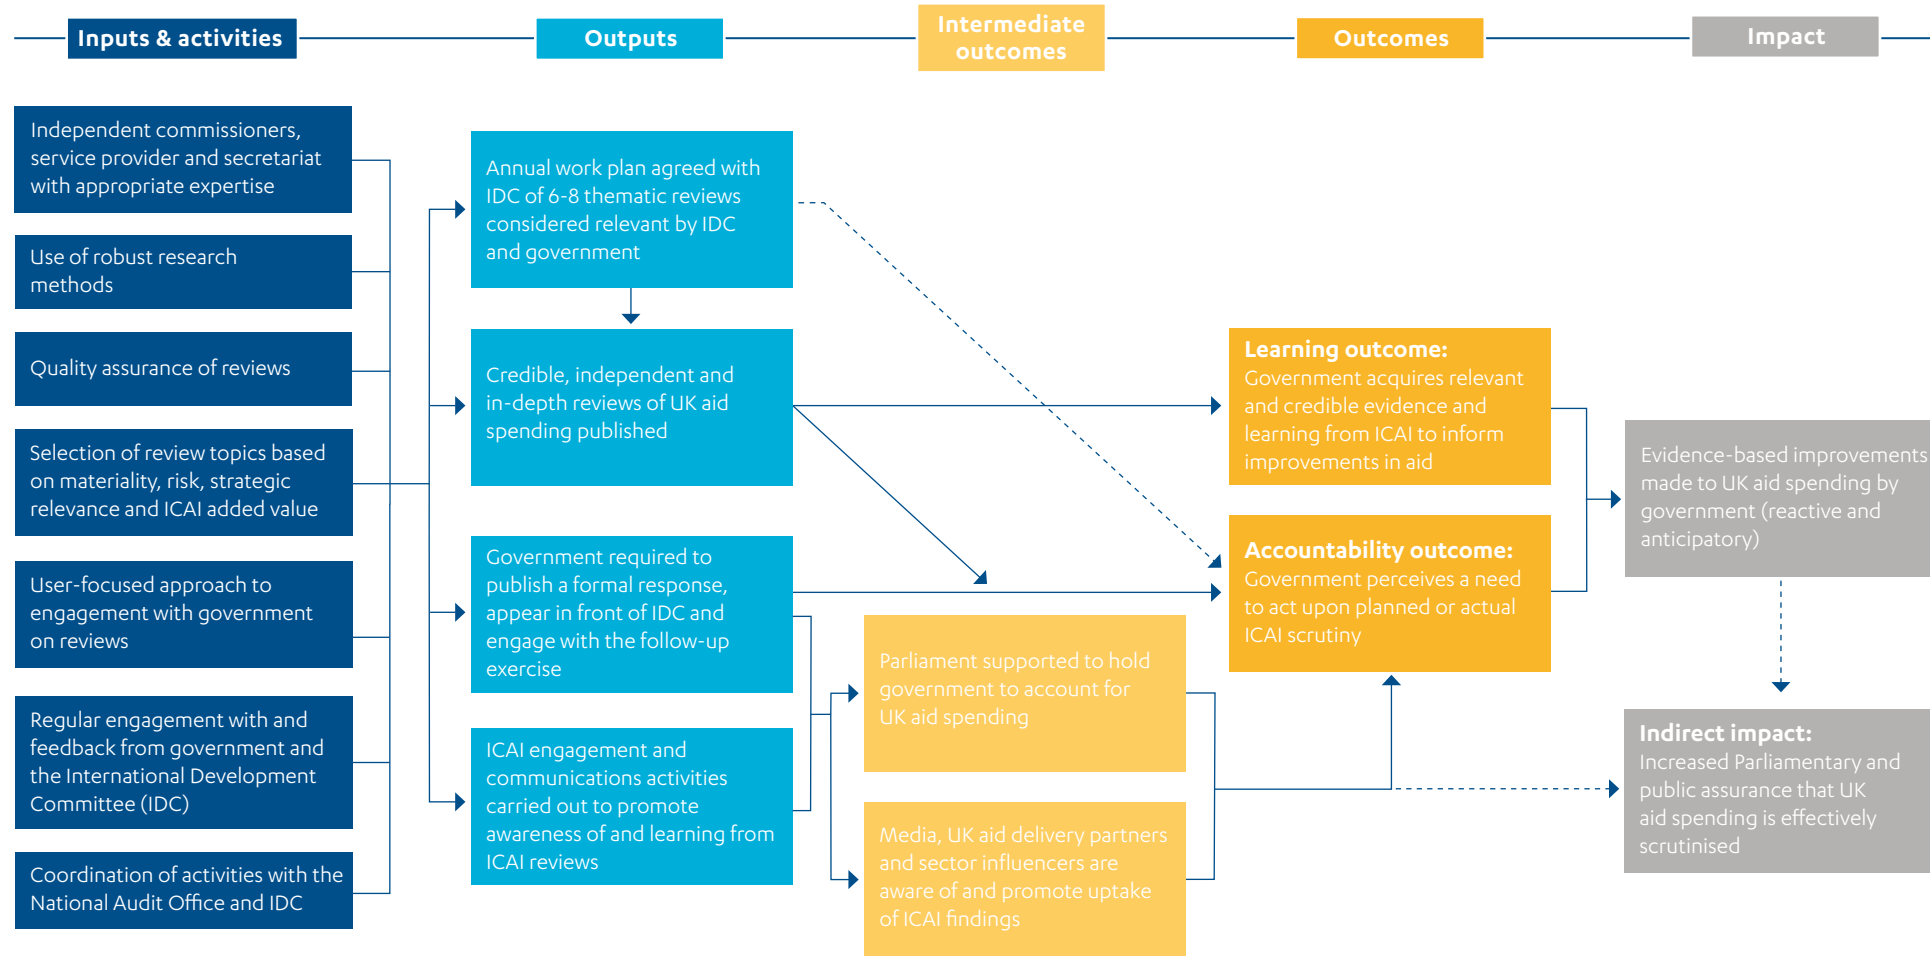 Inputs & activities
Outputs
Intermediate
outcomes
Outcomes
Impact
Independent commissioners,
service provider and secretariat
with appropriate expertise
Use of robust research
methods
Quality assurance of reviews
Selection of review topics based
on materiality, risk, strategic
relevance and ICAI added value
User-focused approach to
engagement with government
on reviews
Regular engagement with and
feedback from government and
the International Development
Committee (IDC)
Coordination of activities with the
National Audit Office and IDC
Annual work plan agreed with
IDC of 6-8 thematic reviews
considered relevant by IDC
and government
Credible, independent and
in-depth reviews of UK aid
spending published
Government required to
publish a formal response,
appear in front of IDC and
engage with the follow-up
exercise
ICAI engagement and
communications activities
carried out to promote
awareness of and learning from
ICAI reviews
Parliament supported to hold
government to account for
UK aid spending
Media, UK aid delivery partners
and sector influencers are
aware of and promote uptake
of ICAI findings
Learning outcome:
Government acquires relevant
and credible evidence and
learning from ICAI to inform
improvements in aid
Accountability outcome:
Government perceives a need
to act upon planned or actual
ICAI scrutiny
Evidence-based improvements
made to UK aid spending by
government (reactive and
anticipatory)
Indirect impact:
Increased Parliamentary and
public assurance that UK
aid spending is effectively
scrutinised